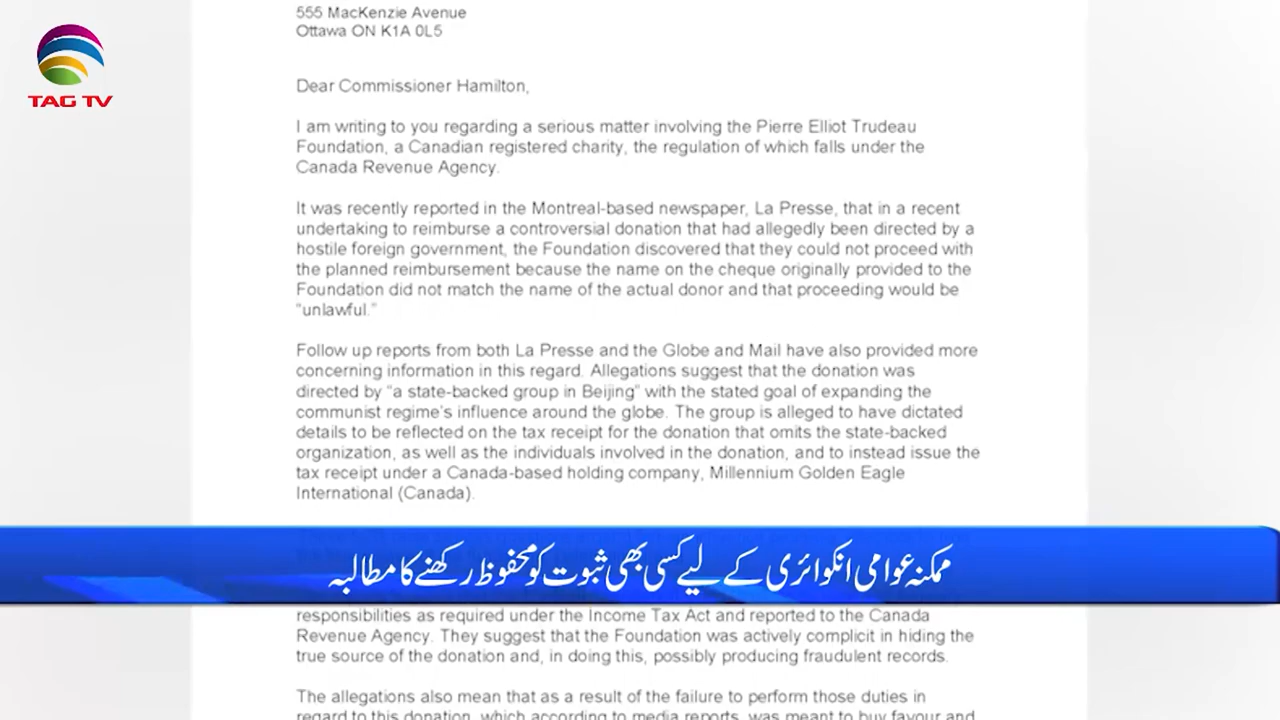 555 MacKenzie Avenue
Ottawa ON K1A 0L5
TAG TV
Dear Commissioner Hamilton,
I am writing to you regarding a serious matter involving the Pierre Elliot Trudeau
Foundation, a Canadian registered charity, the regulation of which falls under the
Canada Revenue Agency.
It was recently reported in the Montreal-based newspaper, La Presse, that in a recent
undertaking to reimburse a controversial donation that had allegedly been directed by a
hostile foreign government, the Foundation discovered that they could not proceed with
the planned reimbursement because the name on the cheque originally provided to the
Foundation did not match the name of the actual donor and that proceeding would be
“unlawful.”
Follow up reports from both La Presse and the Globe and Mail have also provided more
concerning information in this regard. Allegations suggest that the donation was
directed by “a state-backed group in Beijing” with the stated goal of expanding the
communist regime’s influence around the globe. The group is alleged to have dictated
details to be reflected on the tax receipt for the donation that omits the state-backed
organization, as well as the individuals involved in the donation, and to instead issue the
tax receipt under a Canada-based holding company, Millennium Golden Eagle
International (Canada).
ممکنہ عوامی انکوائری کے لیے کسی بھی ثبوت کو محفوظ رکھنے کا مطالبہ
responsibilities as required under the Income Tax Act and reported to the Canada
Revenue Agency. They suggest that the Foundation was actively complicit in hiding the
true source of the donation and, in doing this, possibly producing fraudulent records.
The allegations also mean that as a result of the failure to perform those duties in
regard to this donation, which according to media reports, was meant to buy favour and